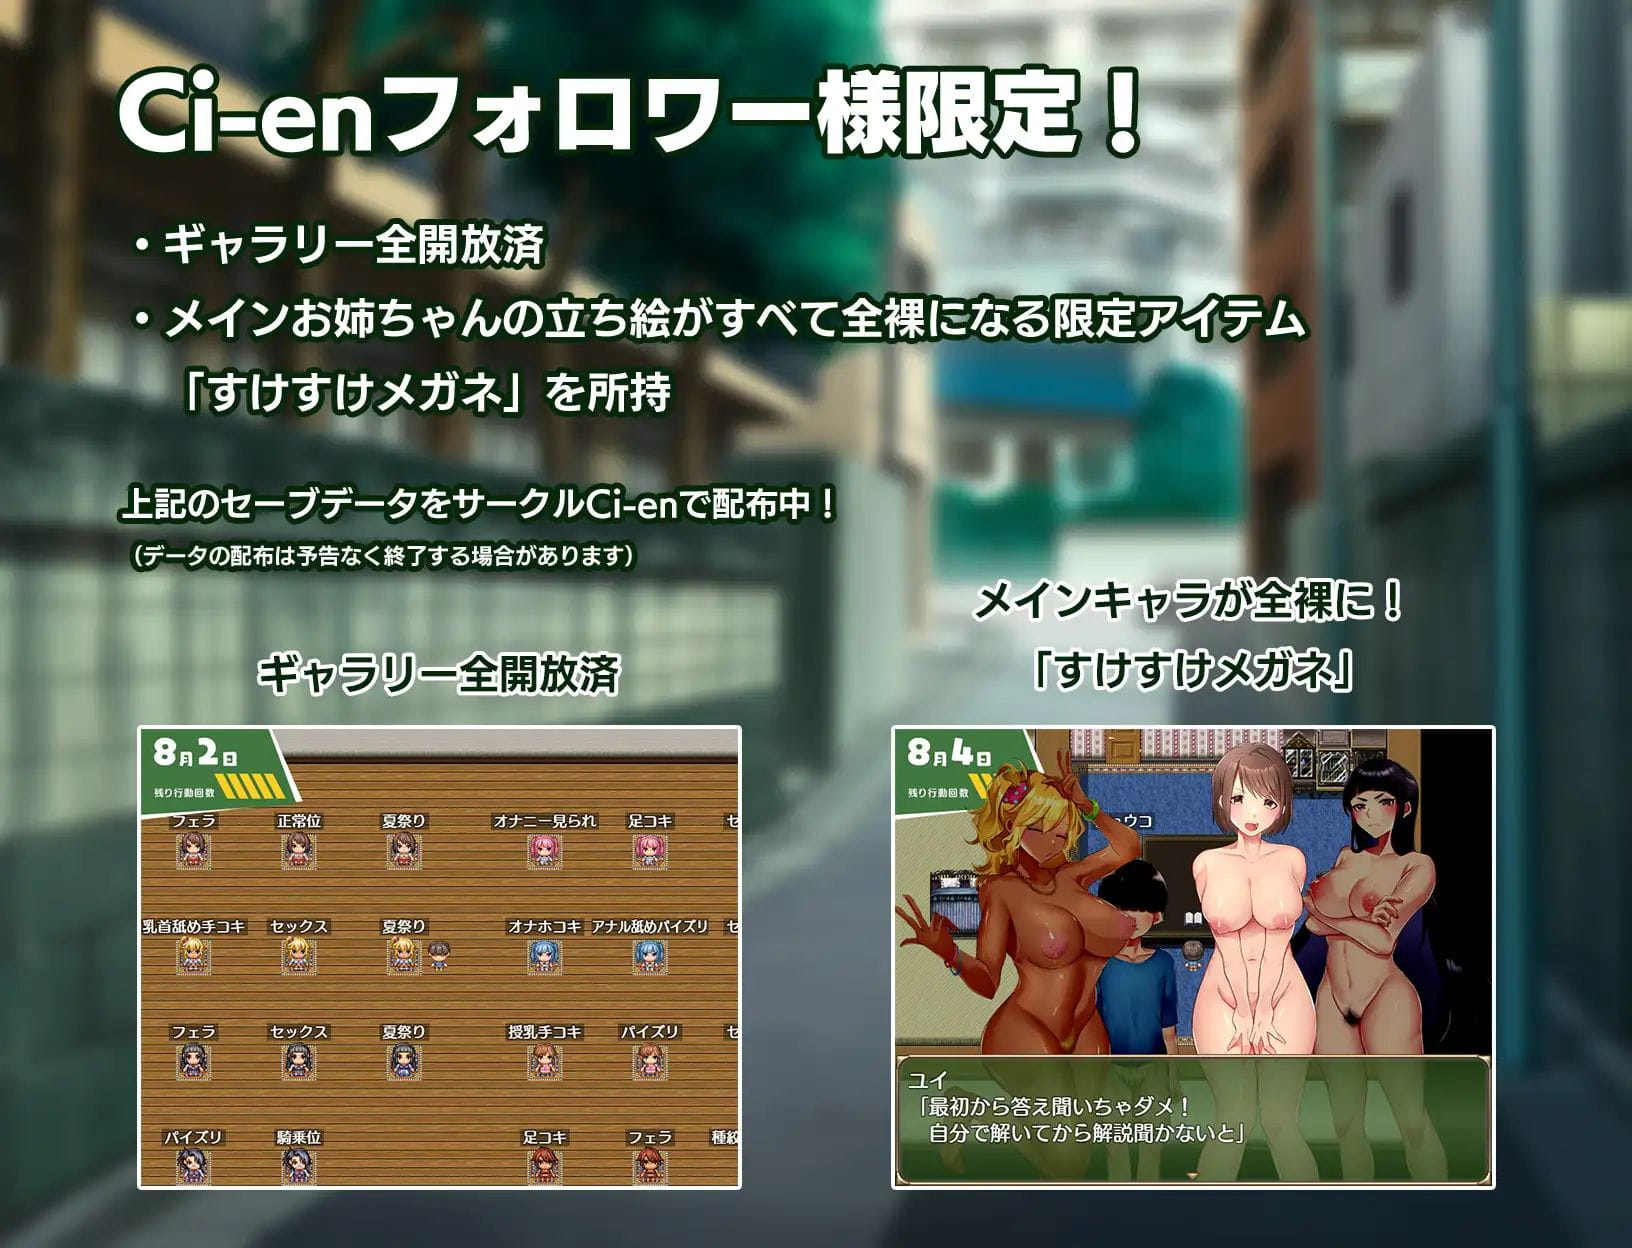 Ci-enフォロワー様限定！
・ギャラリー全開放済
・メインお姉ちゃんの立ち絵がすべて全裸になる限定アイテム
「すけすけメガネ」を所持
上記のセーブデータをサークルCi-enで配布中！
（データの配布は予告なく終了する場合があります）
ギャラリー全開放済
8月2日
残り行動回数
フェラ 正常位 夏祭り オナニー見られ 足コキ セ
乳首舐め手コキ セックス 夏祭り オナホコキ アナル舐めパイズリ セ
フェラ セックス 夏祭り 授乳手コキ パイズリ セ
パイズリ 騎乗位 足コキ フェラ
メインキャラが全裸に！
「すけすけメガネ」
8月4日
残り行動回数
ユイ
「最初から答え聞いちゃダメ！
自分で解いてから解説聞かないと」